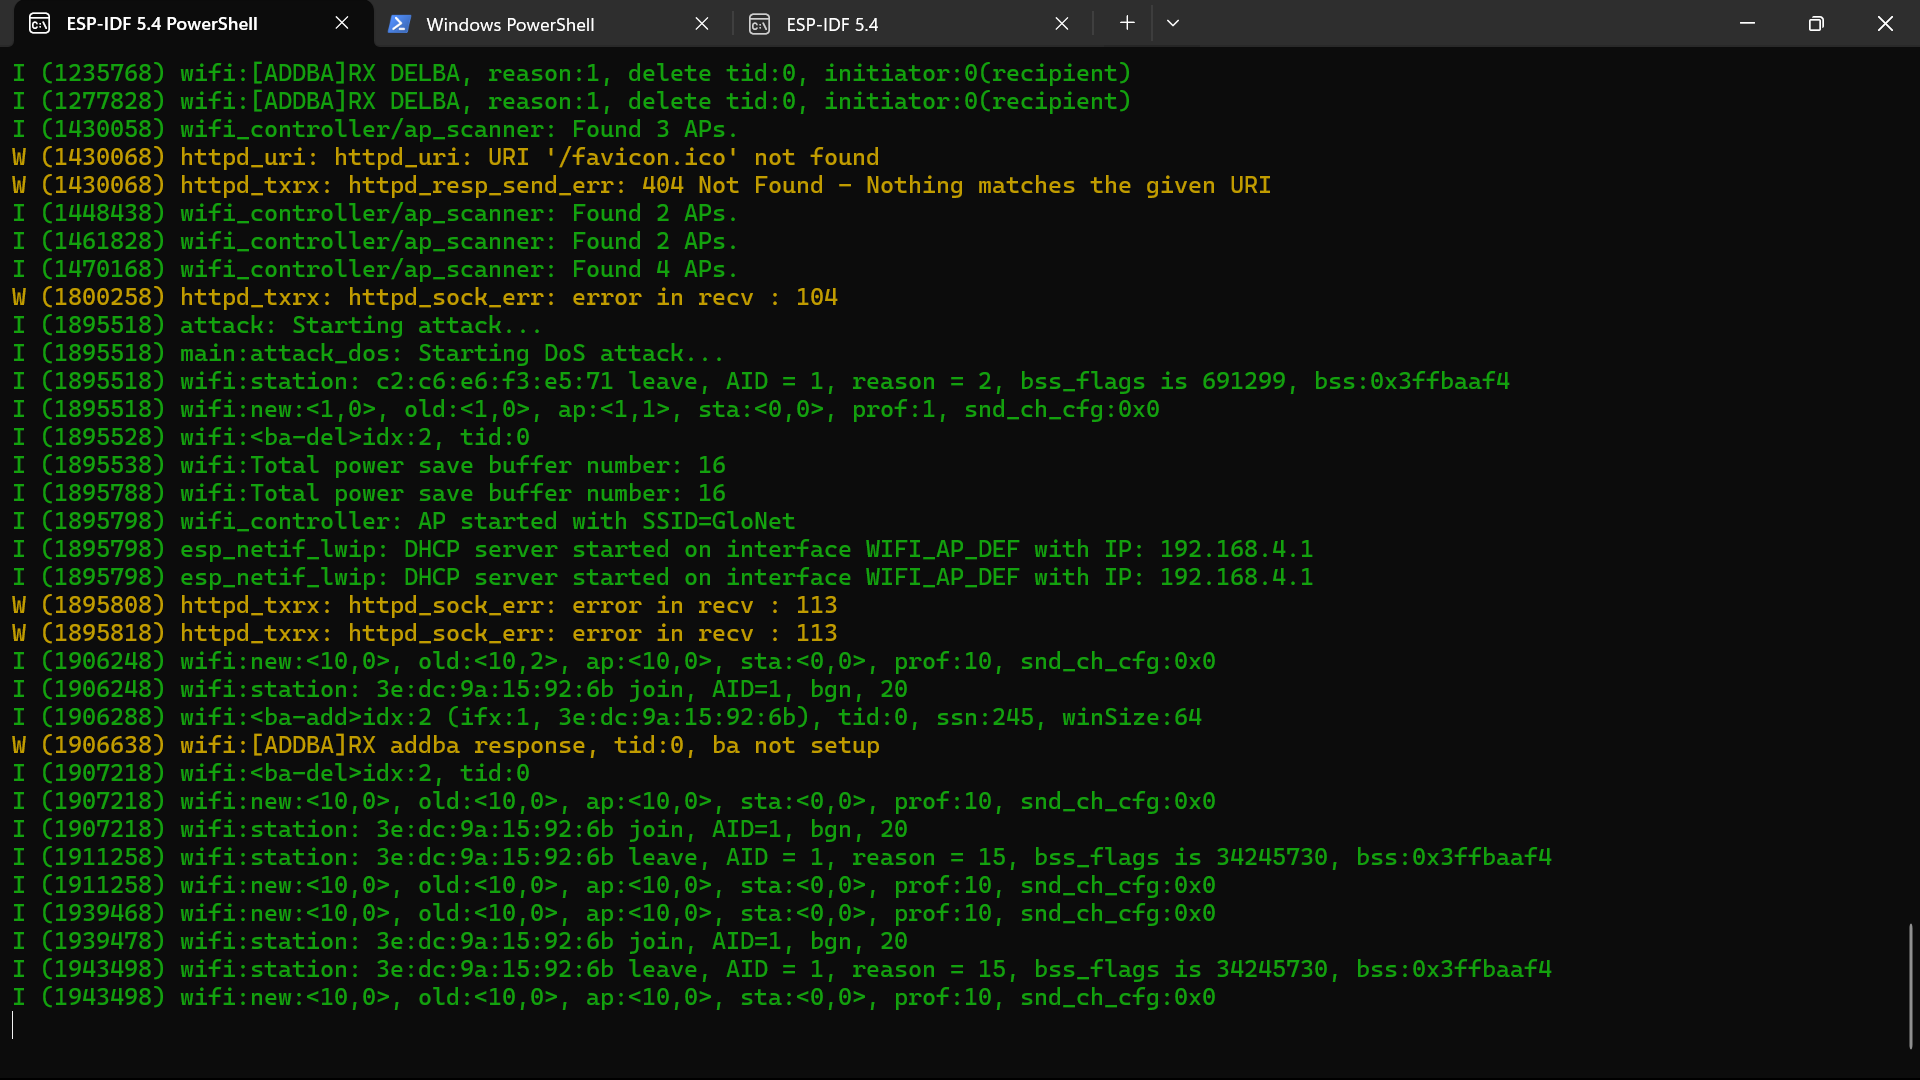 ESP-IDF 5.4 PowerShell
Windows PowerShell
ESP-IDF 5.4
I (1235768) wifi:[ADDBA]RX DELBA, reason:1, delete tid:0, initiator:0(recipient)
I (1277828) wifi:[ADDBA]RX DELBA, reason:1, delete tid:0, initiator:0(recipient)
I (1430058) wifi_controller/ap_scanner: Found 3 APs.
W (1430068) httpd_uri: httpd_uri: URI '/favicon.ico' not found
W (1430068) httpd_txrx: httpd_resp_send_err: 404 Not Found - Nothing matches the given URI
I (1448438) wifi_controller/ap_scanner: Found 2 APs.
I (1461828) wifi_controller/ap_scanner: Found 2 APs.
I (1470168) wifi_controller/ap_scanner: Found 4 APs.
W (1800258) httpd_txrx: httpd_sock_err: error in recv : 104
I (1895518) attack: Starting attack...
I (1895518) main:attack_dos: Starting DoS attack...
I (1895518) wifi:station: c2:c6:e6:f3:e5:71 leave, AID = 1, reason = 2, bss_flags is 691299, bss:0x3ffbaaf4
I (1895518) wifi:new:<1,0>, old:<1,0>, ap:<1,1>, sta:<0,0>, prof:1, snd_ch_cfg:0x0
I (1895528) wifi:<ba-del>idx:2, tid:0
I (1895538) wifi:Total power save buffer number: 16
I (1895788) wifi:Total power save buffer number: 16
I (1895798) wifi_controller: AP started with SSID=GloNet
I (1895798) esp_netif_lwip: DHCP server started on interface WIFI_AP_DEF with IP: 192.168.4.1
I (1895798) esp_netif_lwip: DHCP server started on interface WIFI_AP_DEF with IP: 192.168.4.1
W (1895808) httpd_txrx: httpd_sock_err: error in recv : 113
W (1895818) httpd_txrx: httpd_sock_err: error in recv : 113
I (1906248) wifi:new:<10,0>, old:<10,2>, ap:<10,0>, sta:<0,0>, prof:10, snd_ch_cfg:0x0
I (1906248) wifi:station: 3e:dc:9a:15:92:6b join, AID=1, bgn, 20
I (1906288) wifi:<ba-add>idx:2 (ifx:1, 3e:dc:9a:15:92:6b), tid:0, ssn:245, winSize:64
W (1906638) wifi:[ADDBA]RX addba response, tid:0, ba not setup
I (1907218) wifi:<ba-del>idx:2, tid:0
I (1907218) wifi:new:<10,0>, old:<10,0>, ap:<10,0>, sta:<0,0>, prof:10, snd_ch_cfg:0x0
I (1907218) wifi:station: 3e:dc:9a:15:92:6b join, AID=1, bgn, 20
I (1911258) wifi:station: 3e:dc:9a:15:92:6b leave, AID = 1, reason = 15, bss_flags is 34245730, bss:0x3ffbaaf4
I (1911258) wifi:new:<10,0>, old:<10,0>, ap:<10,0>, sta:<0,0>, prof:10, snd_ch_cfg:0x0
I (1939468) wifi:new:<10,0>, old:<10,0>, ap:<10,0>, sta:<0,0>, prof:10, snd_ch_cfg:0x0
I (1939478) wifi:station: 3e:dc:9a:15:92:6b join, AID=1, bgn, 20
I (1943498) wifi:station: 3e:dc:9a:15:92:6b leave, AID = 1, reason = 15, bss_flags is 34245730, bss:0x3ffbaaf4
I (1943498) wifi:new:<10,0>, old:<10,0>, ap:<10,0>, sta:<0,0>, prof:10, snd_ch_cfg:0x0